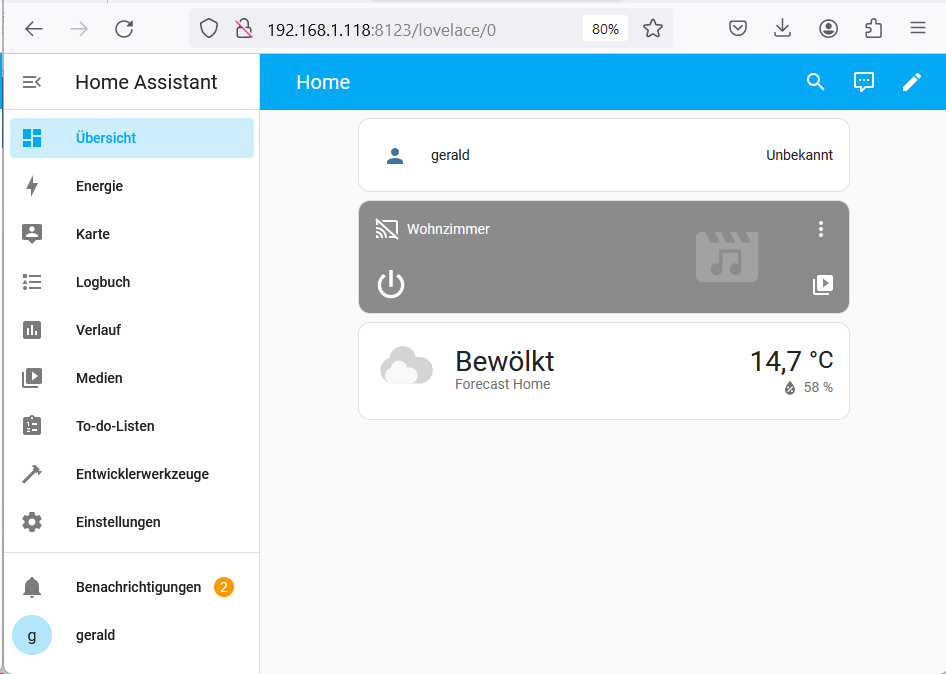 192.168.1.118:8123/lovelace/0
80%
Home Assistant
Home
Übersicht
Energie
Karte
Logbuch
Verlauf
Medien
To-do-Listen
Entwicklerwerkzeuge
Einstellungen
Benachrichtigungen 2
g gerald
gerald Unbekannt
Wohnzimmer
Bewölkt 14,7 °C
Forecast Home 58 %